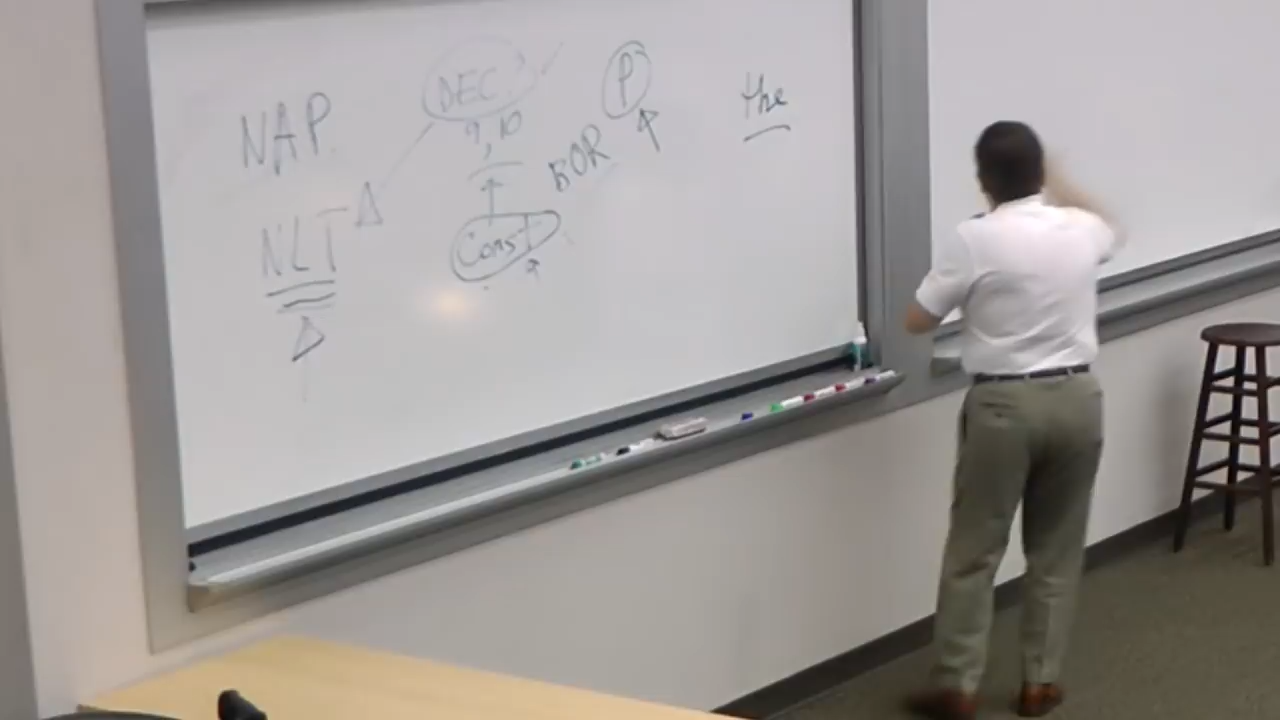 NAP
DEC.
P
the
9, 10
BOR
NLT
Const